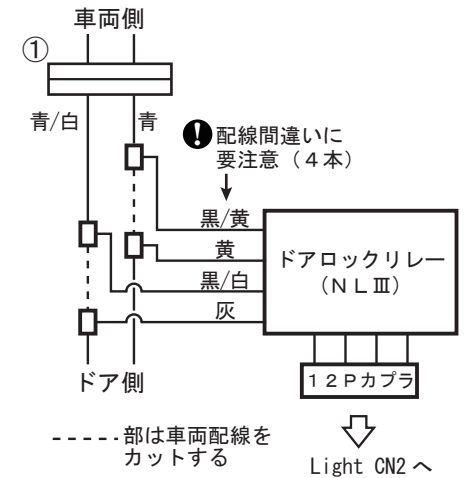 車両側
①
青/白
青
配線間違いに
要注意（４本）
黒/黄
黄
黒/白
灰
ドアロックリレー
（ＮＬⅢ）
１２Ｐカプラ
ドア側
部は車両配線を
カットする
Light CN2 へ